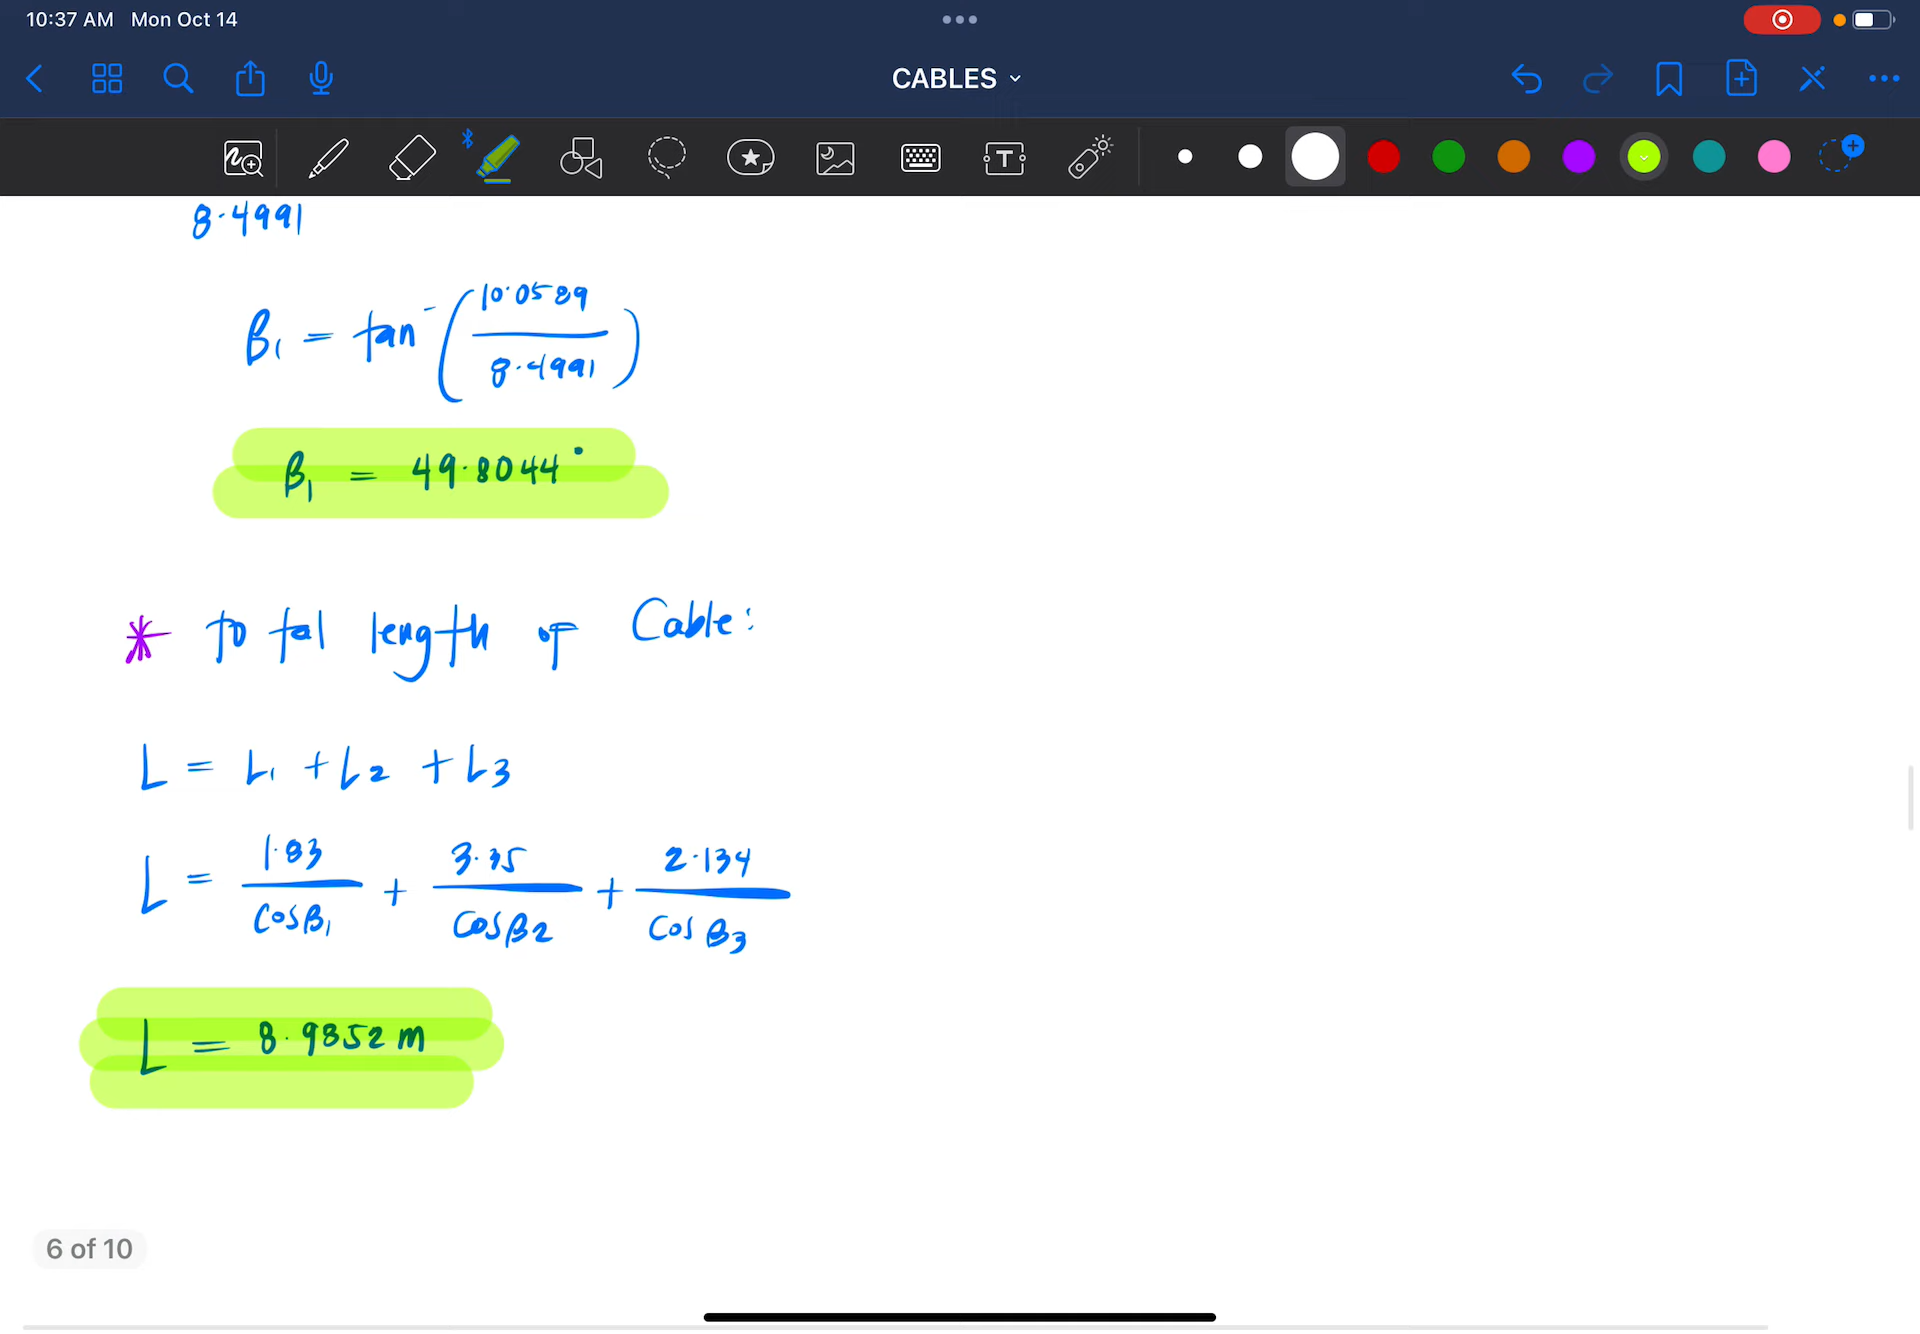 10:37 AM Mon Oct 14
CABLES
8.4991
β1 = tan⁻ (10.0589 / 8.4991)
β1 = 49.8044°
* total length of Cable:
L = L1 + L2 + L3
L = 1.83 / cosβ1 + 3.35 / cosβ2 + 2.134 / cosβ3
L = 8.9852 m
6 of 10